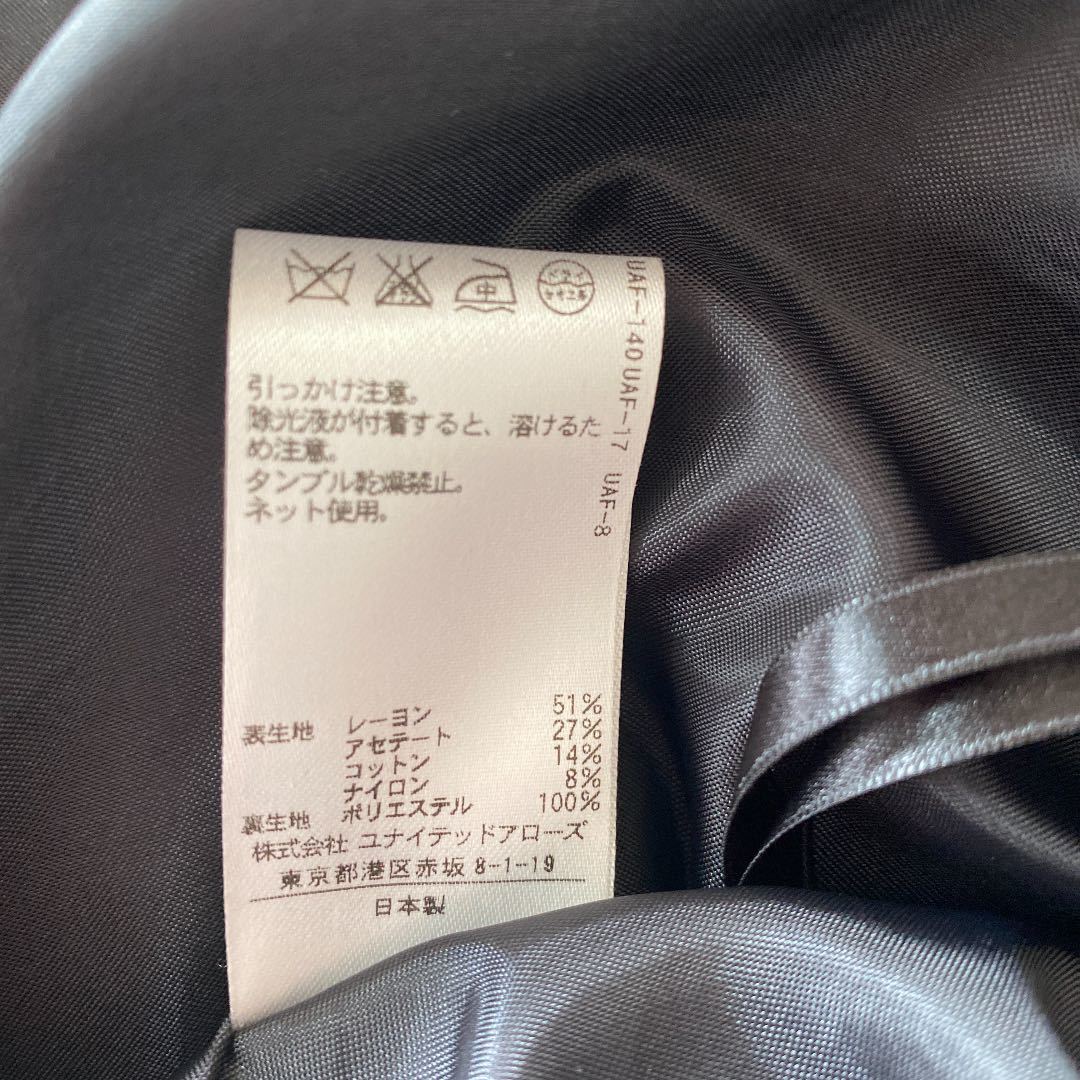 中
ドライ
引っかけ注意。
除光液が付着すると、溶けるた
め注意。
タンブル乾燥禁止。
ネット使用。
表生地 レーヨン 51%
アセテート 27%
コットン 14%
ナイロン 8%
裏生地 ポリエステル 100%
株式会社 ユナイテッドアローズ
東京都港区赤坂 8-1-19
日本製
UAF-140 UAF-17 UAF-8